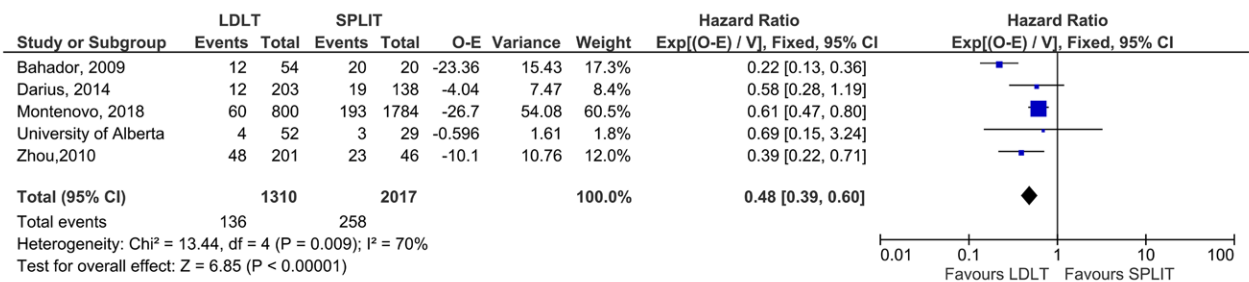 LDLT SPLIT Hazard Ratio Hazard Ratio
Study or Subgroup Events Total Events Total O-E Variance Weight Exp[(O-E) / V], Fixed, 95% CI Exp[(O-E) / V], Fixed, 95% CI
Bahador, 2009 12 54 20 20 -23.36 15.43 17.3% 0.22 [0.13, 0.36]
Darius, 2014 12 203 19 138 -4.04 7.47 8.4% 0.58 [0.28, 1.19]
Montenovo, 2018 60 800 193 1784 -26.7 54.08 60.5% 0.61 [0.47, 0.80]
University of Alberta 4 52 3 29 -0.596 1.61 1.8% 0.69 [0.15, 3.24]
Zhou,2010 48 201 23 46 -10.1 10.76 12.0% 0.39 [0.22, 0.71]
Total (95% CI) 1310 2017 100.0% 0.48 [0.39, 0.60]
Total events 136 258
Heterogeneity: Chi² = 13.44, df = 4 (P = 0.009); I² = 70%
Test for overall effect: Z = 6.85 (P < 0.00001)
0.01 0.1 1 10 100
Favours LDLT Favours SPLIT